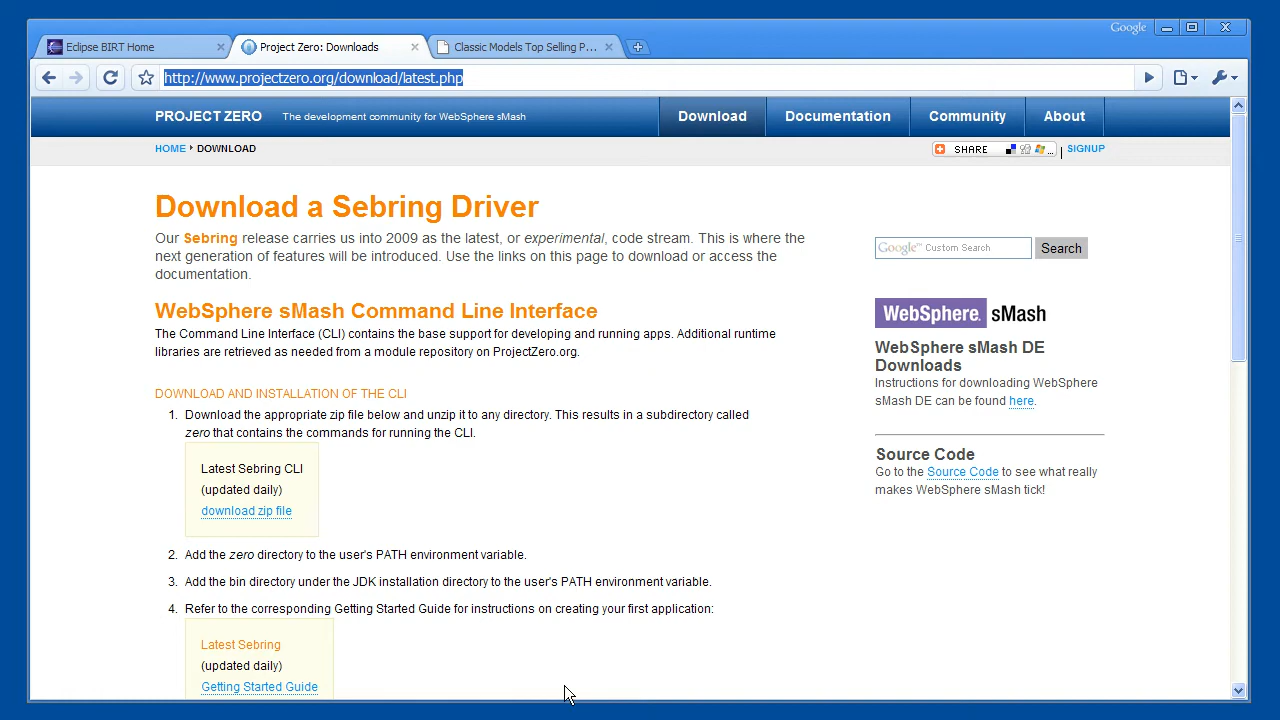 Google
Eclipse BIRT Home
Project Zero: Downloads
Classic Models Top Selling P...
http://www.projectzero.org/download/latest.php
PROJECT ZERO The development community for WebSphere sMash Download Documentation Community About
HOME DOWNLOAD SHARE ... | SIGNUP
Download a Sebring Driver
Our Sebring release carries us into 2009 as the latest, or experimental, code stream. This is where the
next generation of features will be introduced. Use the links on this page to download or access the
documentation.
Google™ Custom Search Search
WebSphere sMash Command Line Interface
The Command Line Interface (CLI) contains the base support for developing and running apps. Additional runtime
libraries are retrieved as needed from a module repository on ProjectZero.org.
DOWNLOAD AND INSTALLATION OF THE CLI
1. Download the appropriate zip file below and unzip it to any directory. This results in a subdirectory called
zero that contains the commands for running the CLI.
Latest Sebring CLI
(updated daily)
download zip file
2. Add the zero directory to the user's PATH environment variable.
3. Add the bin directory under the JDK installation directory to the user's PATH environment variable.
4. Refer to the corresponding Getting Started Guide for instructions on creating your first application:
Latest Sebring
(updated daily)
Getting Started Guide
WebSphere. sMash
WebSphere sMash DE
Downloads
Instructions for downloading WebSphere
sMash DE can be found here.
Source Code
Go to the Source Code to see what really
makes WebSphere sMash tick!